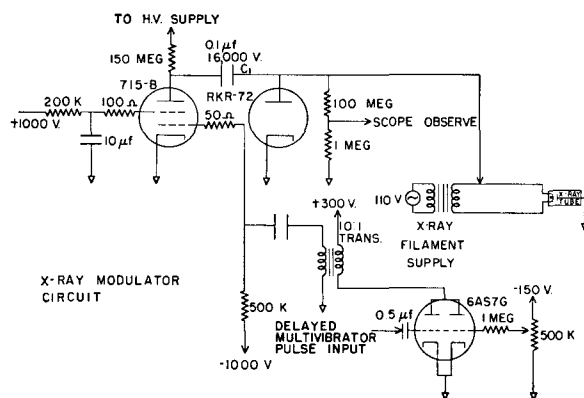 TO H.V. SUPPLY
150 MEG
0.1 μf
16,000 V.
C₁
715-B
RKR-72
200 K
100 Ω
+1000 V.
10 μf
50 Ω
100 MEG
SCOPE OBSERVE
1 MEG
+300 V.
10-1
TRANS.
110 V
X-RAY
FILAMENT
SUPPLY
X-RAY
TUBE
X-RAY MODULATOR
CIRCUIT
500 K
-1000 V
DELAYED
MULTIVIBRATOR
PULSE INPUT
0.5 μf
6AS7G
1 MEG
-150 V.
500 K